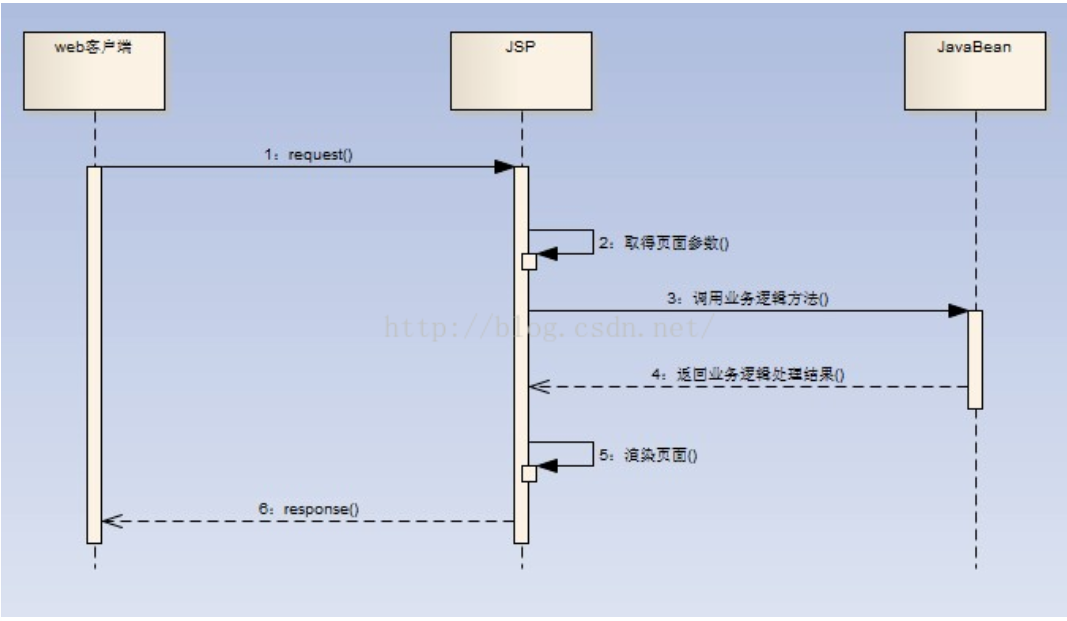 web客户端
JSP
JavaBean
1：request()
2：取得页面参数()
3：调用业务逻辑方法()
http://blog.csdn.net/
4：返回业务逻辑处理结果()
5：渲染页面()
6：response()